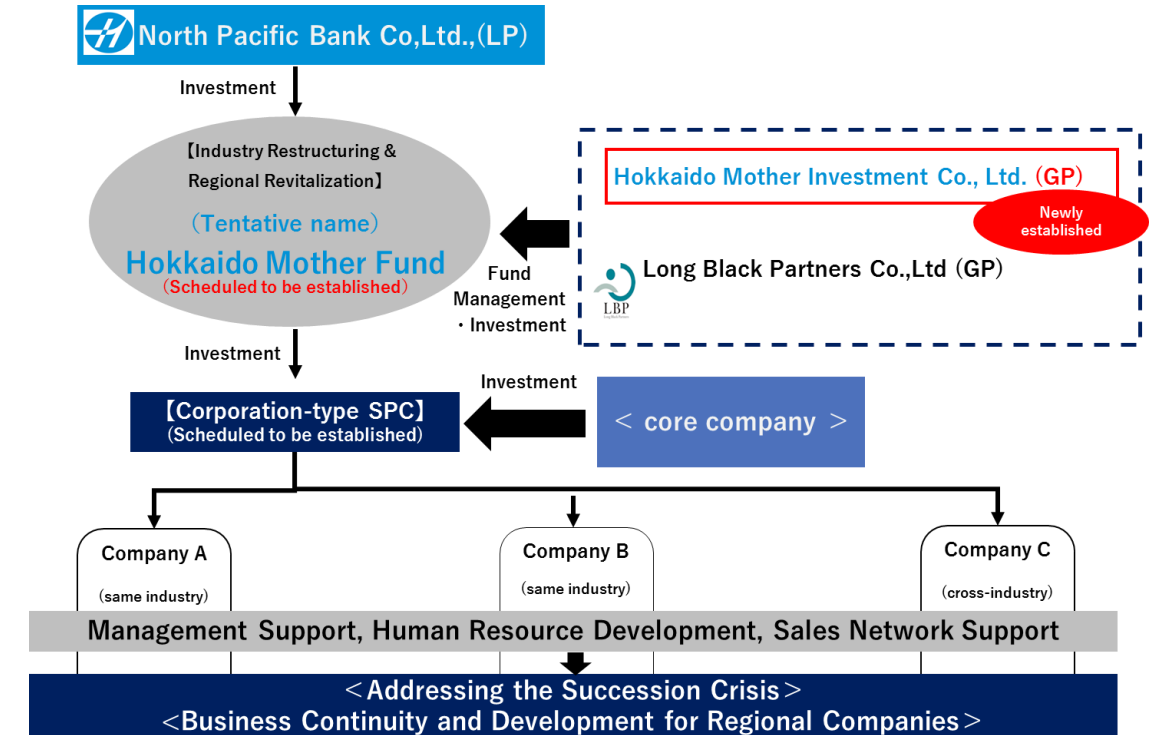 North Pacific Bank Co,Ltd.,(LP)
Investment
【Industry Restructuring &
Regional Revitalization】
(Tentative name)
Hokkaido Mother Fund
(Scheduled to be established)
Hokkaido Mother Investment Co., Ltd. (GP)
Newly
established
LBP
Long Black Partners Co.,Ltd (GP)
Fund
Management
・Investment
Investment
【Corporation-type SPC】
(Scheduled to be established)
Investment
< core company >
Company A
(same industry)
Company B
(same industry)
Company C
(cross-industry)
Management Support, Human Resource Development, Sales Network Support
<Addressing the Succession Crisis>
<Business Continuity and Development for Regional Companies>